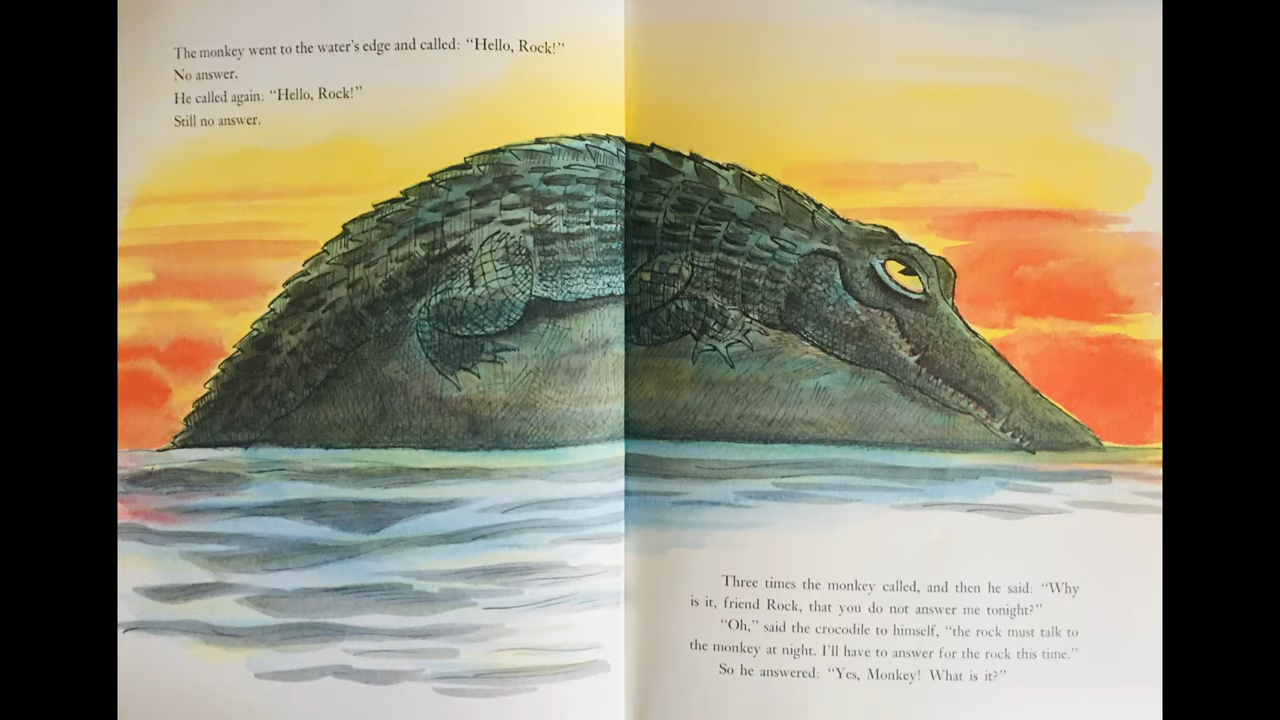 The monkey went to the water's edge and called: “Hello, Rock!”
No answer.
He called again: “Hello, Rock!”
Still no answer.
Three times the monkey called, and then he said: “Why
is it, friend Rock, that you do not answer me tonight?”
“Oh,” said the crocodile to himself, “the rock must talk to
the monkey at night. I'll have to answer for the rock this time.”
So he answered: “Yes, Monkey! What is it?”